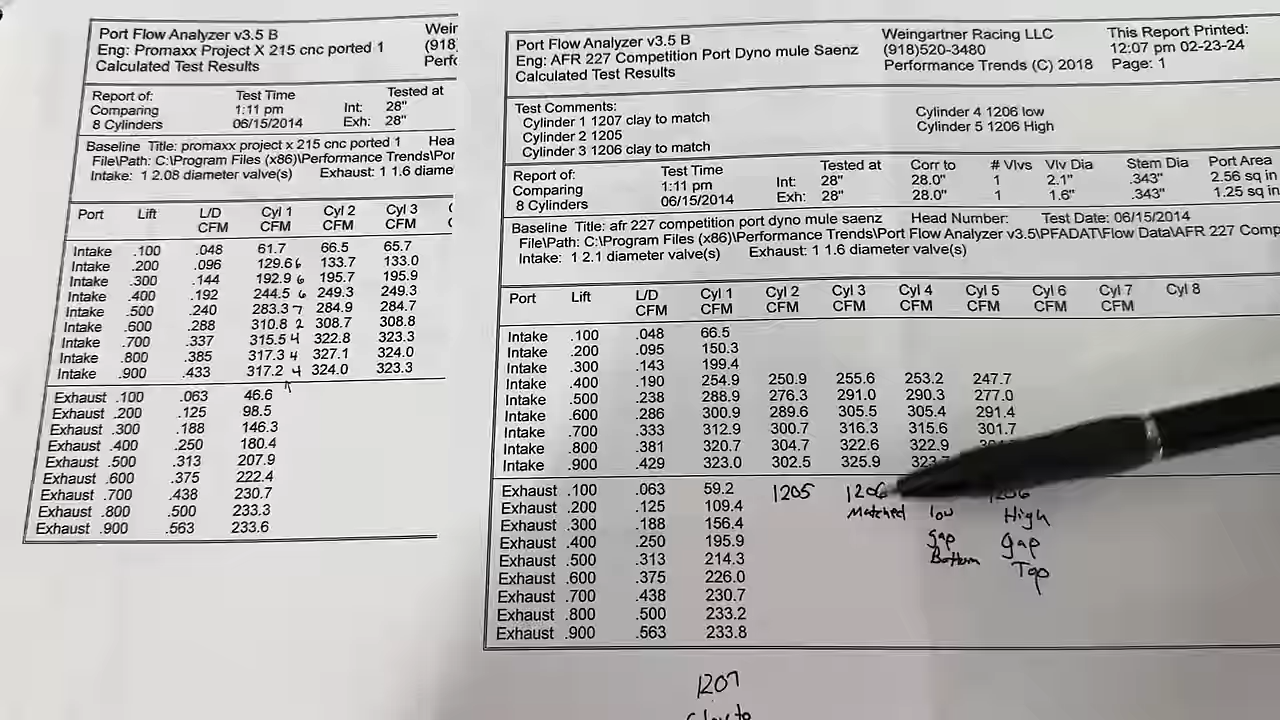 Port Flow Analyzer v3.5 B
Eng: Promaxx Project X 215 cnc ported 1
Calculated Test Results
(918)
Report of:
Comparing
8 Cylinders
Test Time
1:11 pm
06/15/2014
Tested at
Int: 28"
Exh: 28"
Baseline Title: promaxx project x 215 cnc ported 1
File\Path: C:\Program Files (x86)\Performance Trends\Por
Intake: 1 2.08 diameter valve(s) Exhaust: 1 1.6 diame
Port Lift L/D CFM Cyl 1 CFM Cyl 2 CFM Cyl 3 CFM
Intake .100 .048 61.7 66.5 65.7
Intake .200 .096 129.6 6 133.7 133.0
Intake .300 .144 192.9 6 195.7 195.9
Intake .400 .192 244.5 6 249.3 249.3
Intake .500 .240 283.3 7 284.9 284.7
Intake .600 .288 310.8 2 308.7 308.8
Intake .700 .337 315.5 4 322.8 323.3
Intake .800 .385 317.3 4 327.1 324.0
Intake .900 .433 317.2 4 324.0 323.3
Exhaust .100 .063 46.6
Exhaust .200 .125 98.5
Exhaust .300 .188 146.3
Exhaust .400 .250 180.4
Exhaust .500 .313 207.9
Exhaust .600 .375 222.4
Exhaust .700 .438 230.7
Exhaust .800 .500 233.3
Exhaust .900 .563 233.6
Port Flow Analyzer v3.5 B
Eng: AFR 227 Competition Port Dyno mule Saenz
Calculated Test Results
Weingartner Racing LLC
(918)520-3480
Performance Trends (C) 2018
This Report Printed:
12:07 pm 02-23-24
Page: 1
Test Comments:
Cylinder 1 1207 clay to match
Cylinder 2 1205
Cylinder 3 1206 clay to match
Cylinder 4 1206 low
Cylinder 5 1206 High
Report of:
Comparing
8 Cylinders
Test Time
1:11 pm
06/15/2014
Tested at Corr to # Vlvs Vlv Dia Stem Dia Port Area
Int: 28" 28.0" 1 2.1" .343" 2.56 sq in
Exh: 28" 28.0" 1 1.6" .343" 1.25 sq in
Baseline Title: afr 227 competition port dyno mule saenz Head Number: Test Date: 06/15/2014
File\Path: C:\Program Files (x86)\Performance Trends\Port Flow Analyzer v3.5\PFADAT\Flow Data\AFR 227 Comp
Intake: 1 2.1 diameter valve(s) Exhaust: 1 1.6 diameter valve(s)
Port Lift L/D CFM Cyl 1 CFM Cyl 2 CFM Cyl 3 CFM Cyl 4 CFM Cyl 5 CFM Cyl 6 CFM Cyl 7 CFM Cyl 8
Intake .100 .048 66.5
Intake .200 .095 150.3
Intake .300 .143 199.4
Intake .400 .190 254.9 250.9 255.6 253.2 247.7
Intake .500 .238 288.9 276.3 291.0 290.3 277.0
Intake .600 .286 300.9 289.6 305.5 305.4 291.4
Intake .700 .333 312.9 300.7 316.3 315.6 301.7
Intake .800 .381 320.7 304.7 322.6 322.9
Intake .900 .429 323.0 302.5 325.9
Exhaust .100 .063 59.2
Exhaust .200 .125 109.4
Exhaust .300 .188 156.4
Exhaust .400 .250 195.9
Exhaust .500 .313 214.3
Exhaust .600 .375 226.0
Exhaust .700 .438 230.7
Exhaust .800 .500 233.2
Exhaust .900 .563 233.8
1205
1206
Matched
low
gap
Bottom
1206
High
gap
Top
1207
clay to